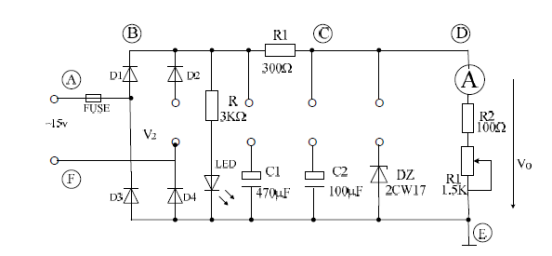 B
R1
C
D
A
D1
D2
300Ω
A
FUSE
R
3KΩ
R2
100Ω
~15v
V2
LED
C1
C2
DZ
R1
Vo
F
470μF
100μF
2CW17
1.5K
D3
D4
E